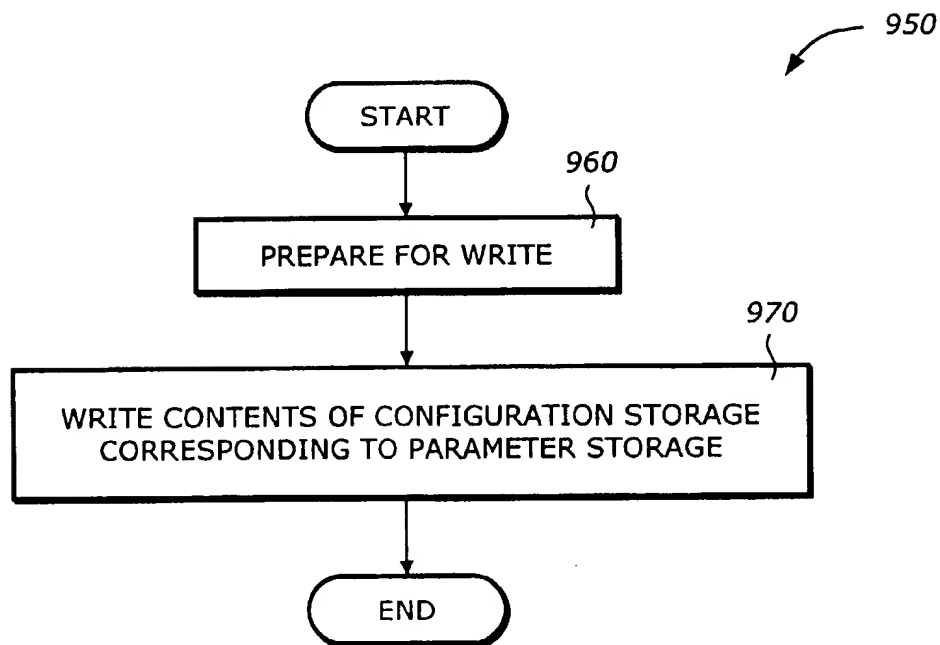 950
START
960
PREPARE FOR WRITE
970
WRITE CONTENTS OF CONFIGURATION STORAGE
CORRESPONDING TO PARAMETER STORAGE
END